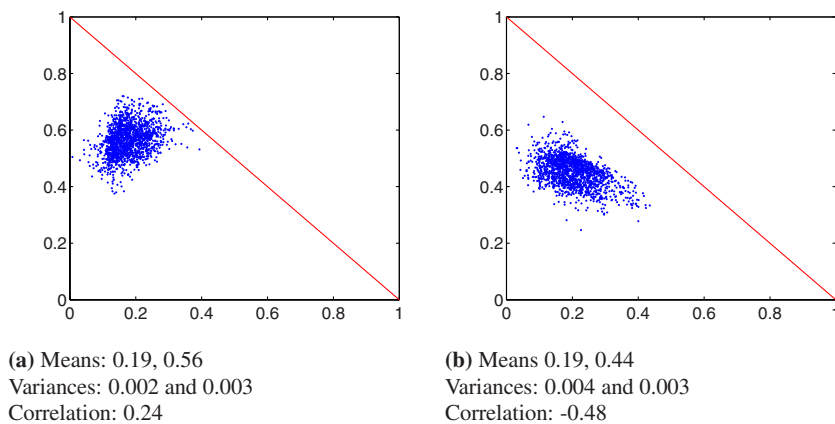 1
0.8
0.6
0.4
0.2
0
0 0.2 0.4 0.6 0.8 1
(a) Means: 0.19, 0.56
Variances: 0.002 and 0.003
Correlation: 0.24
1
0.8
0.6
0.4
0.2
0
0 0.2 0.4 0.6 0.8 1
(b) Means 0.19, 0.44
Variances: 0.004 and 0.003
Correlation: -0.48